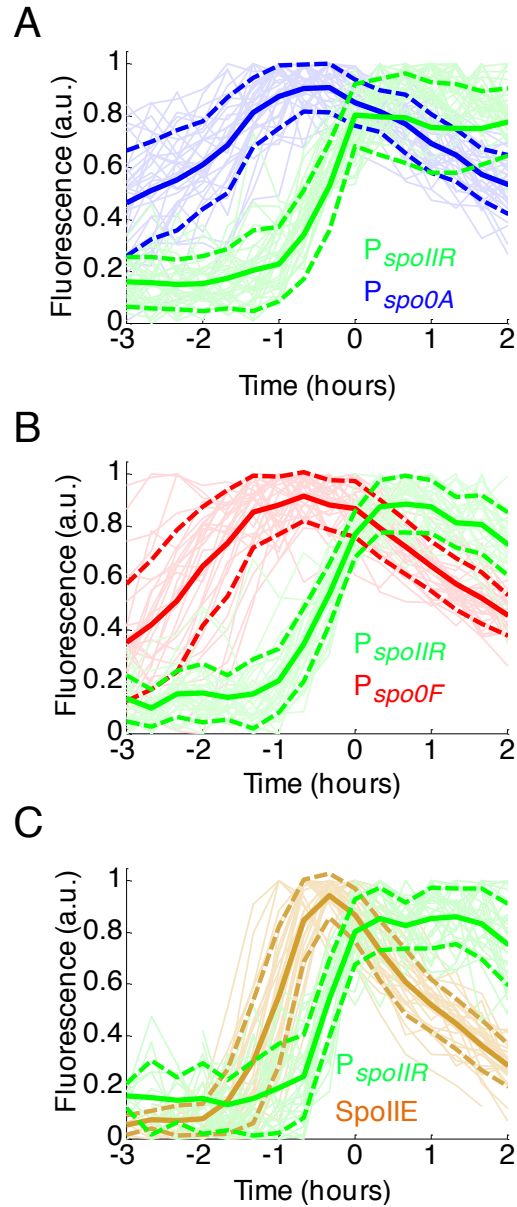 A
Fluorescence (a.u.)
1
0.8
0.6
0.4
0.2
0
PspoIIR
Pspo0A
-3 -2 -1 0 1 2
Time (hours)
B
Fluorescence (a.u.)
1
0.8
0.6
0.4
0.2
0
PspoIIR
Pspo0F
-3 -2 -1 0 1 2
Time (hours)
C
Fluorescence (a.u.)
1
0.8
0.6
0.4
0.2
0
PspoIIR
SpoIIE
-3 -2 -1 0 1 2
Time (hours)